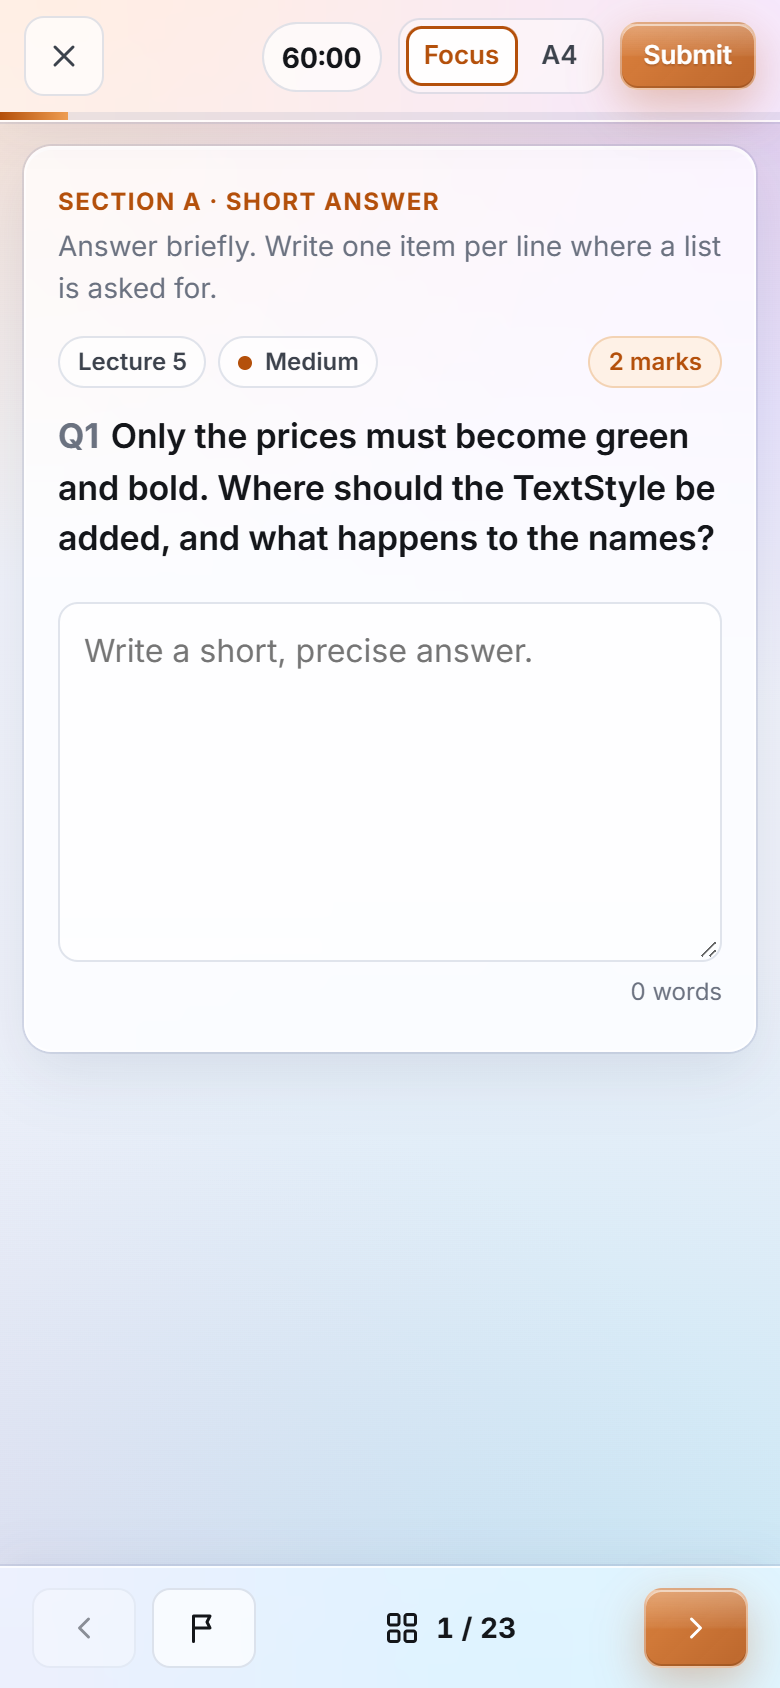 60:00
Focus
A4
Submit
SECTION A · SHORT ANSWER
Answer briefly. Write one item per line where a list
is asked for.
Lecture 5
Medium
2 marks
Q1 Only the prices must become green
and bold. Where should the TextStyle be
added, and what happens to the names?
Write a short, precise answer.
0 words
1 / 23